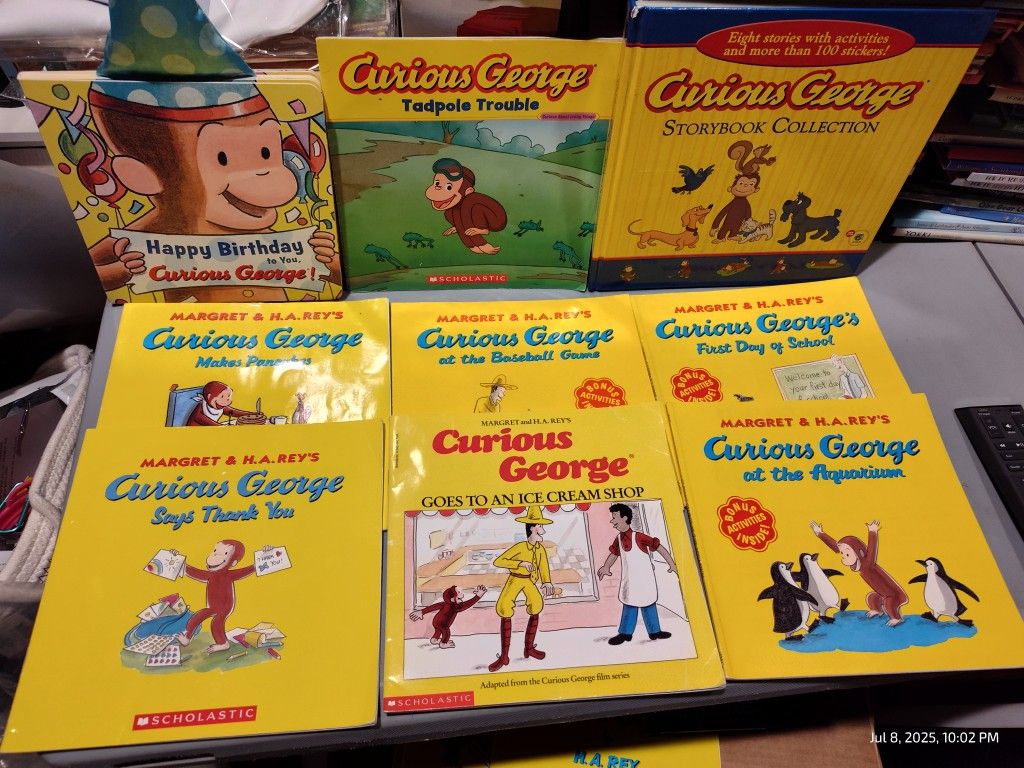 Happy Birthday
to You,
Curious George!
Curious George
Tadpole Trouble
SCHOLASTIC
Eight stories with activities
and more than 100 stickers!
Curious George
STORYBOOK COLLECTION
MARGRET & H.A.REY'S
Curious George
Makes Pancakes
MARGRET & H.A.REY'S
Curious George
at the Baseball Game
BONUS
ACTIVITIES
MARGRET & H.A.REY'S
Curious George's
First Day of School
BONUS
ACTIVITIES
Welcome to
your first day
MARGRET & H.A.REY'S
Curious George
Says Thank You
SCHOLASTIC
MARGRET and H.A. REY'S
Curious
George®
GOES TO AN ICE CREAM SHOP
Adapted from the Curious George film series
SCHOLASTIC
MARGRET & H.A.REY'S
Curious George
at the Aquarium
BONUS
ACTIVITIES
INSIDE!
H.A. REY
Jul 8, 2025, 10:02 PM